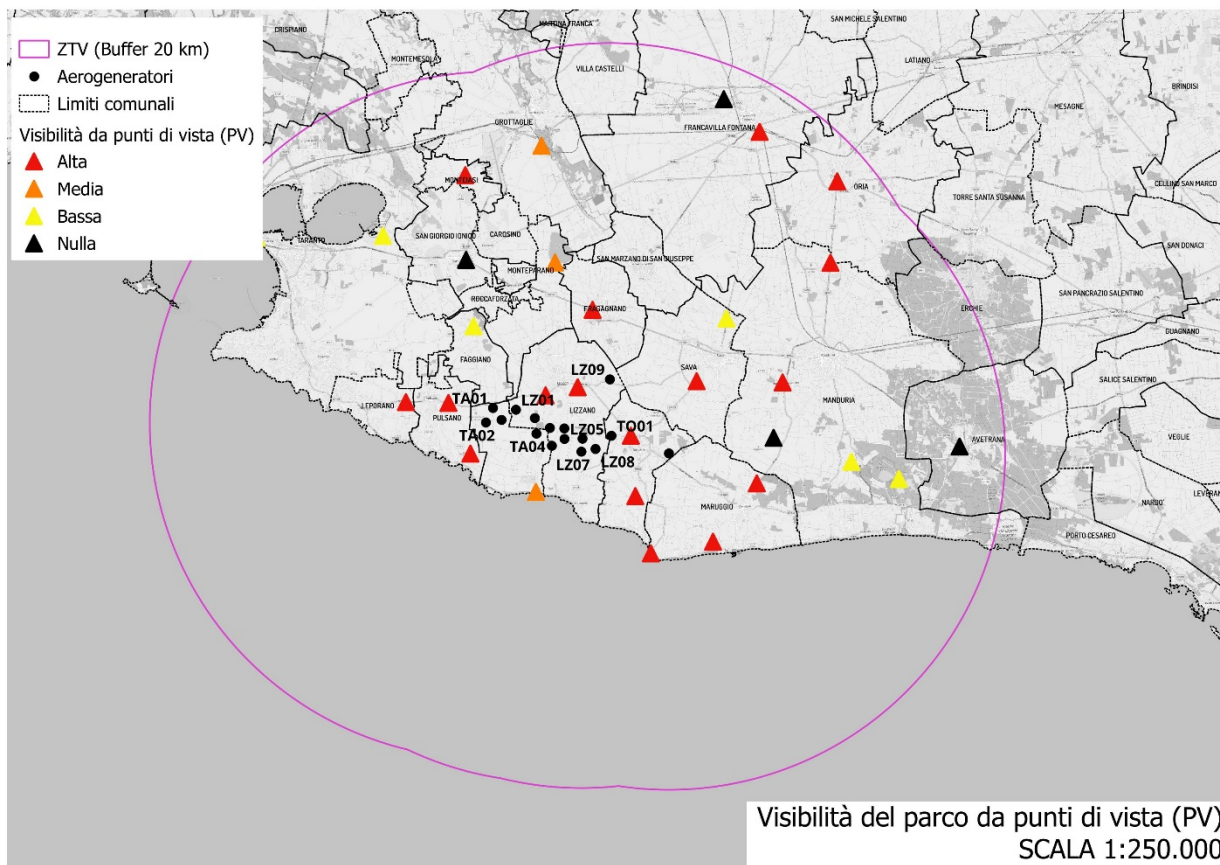 ZTV (Buffer 20 km)
Aerogeneratori
Limiti comunali
Visibilità da punti di vista (PV)
Alta
Media
Bassa
Nulla
CRISPIANO
MARTINA FRANCA
SAN MICHELE SALENTINO
MONTEMESOLA
VILLA CASTELLI
LATIANO
BRINDISI
MESAGNE
GROTTAGLIE
FRANCAVILLA FONTANA
MONTEIASI
ORIA
CELLINO SAN MARCO
TORRE SANTA SUSANNA
TARANTO
SAN GIORGIO IONICO
CAROSINO
SAN DONACI
MONTEPARANO
SAN MARZANO DI SAN GIUSEPPE
ROCCAFORZATA
SAN PANCRAZIO SALENTINO
FRAGAGNANO
ERCHIE
GUAGNANO
FAGGIANO
LZ09
SAVA
SALICE SALENTINO
LEPORANO
PULSANO
TA01
LZ01
LIZZANO
MANDURIA
TA02
TA04
LZ05
TO01
AVETRANA
VEGLIE
LZ07
LZ08
MARUGGIO
NARDO'
LEVERAN
PORTO CESAREO
Visibilità del parco da punti di vista (PV)
SCALA 1:250.000